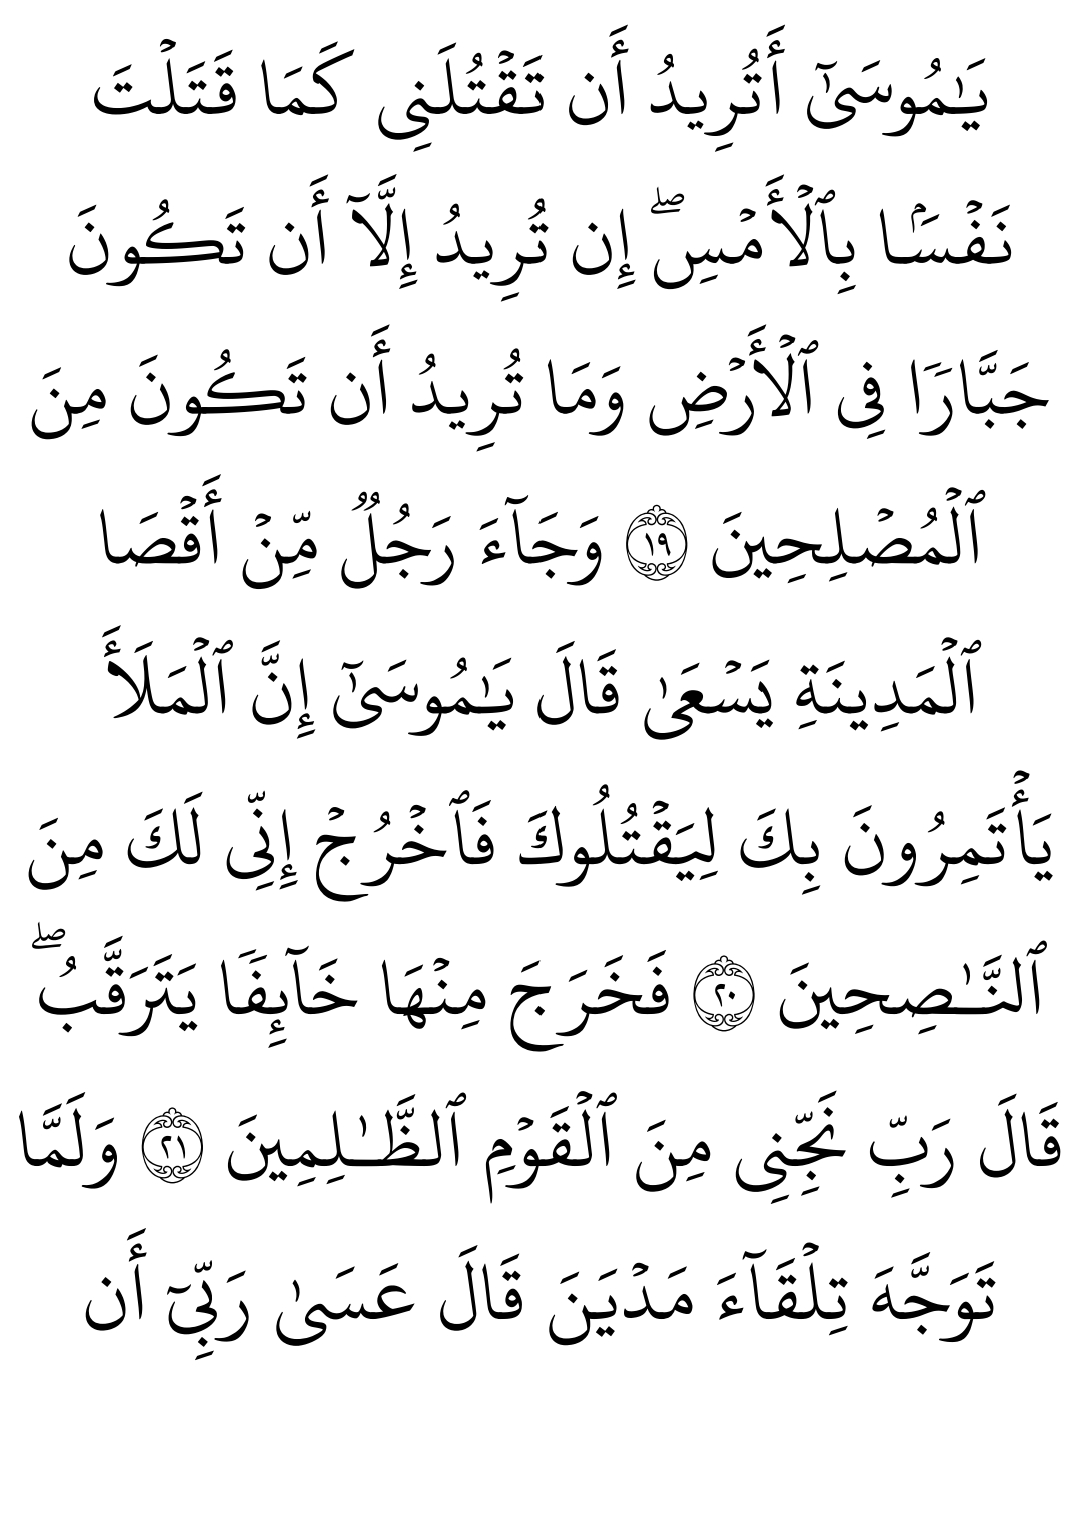 يَـٰمُوسَىٰٓ أَتُرِيدُ أَن تَقۡتُلَنِى كَمَا قَتَلۡتَ
نَفۡسَۢا بِٱلۡأَمۡسِۖ إِن تُرِيدُ إِلَّآ أَن تَكُونَ
جَبَّارَٗا فِى ٱلۡأَرۡضِ وَمَا تُرِيدُ أَن تَكُونَ مِنَ
ٱلۡمُصۡلِحِينَ ١٩ وَجَآءَ رَجُلٞ مِّنۡ أَقۡصَا
ٱلۡمَدِينَةِ يَسۡعَىٰ قَالَ يَـٰمُوسَىٰٓ إِنَّ ٱلۡمَلَأَ
يَأۡتَمِرُونَ بِكَ لِيَقۡتُلُوكَ فَٱخۡرُجۡ إِنِّى لَكَ مِنَ
ٱلنَّـٰصِحِينَ ٢٠ فَخَرَجَ مِنۡهَا خَآئِفَٗا يَتَرَقَّبُۖ
قَالَ رَبِّ نَجِّنِى مِنَ ٱلۡقَوۡمِ ٱلظَّـٰلِمِينَ ٢١ وَلَمَّا
تَوَجَّهَ تِلۡقَآءَ مَدۡيَنَ قَالَ عَسَىٰ رَبِّىٓ أَن